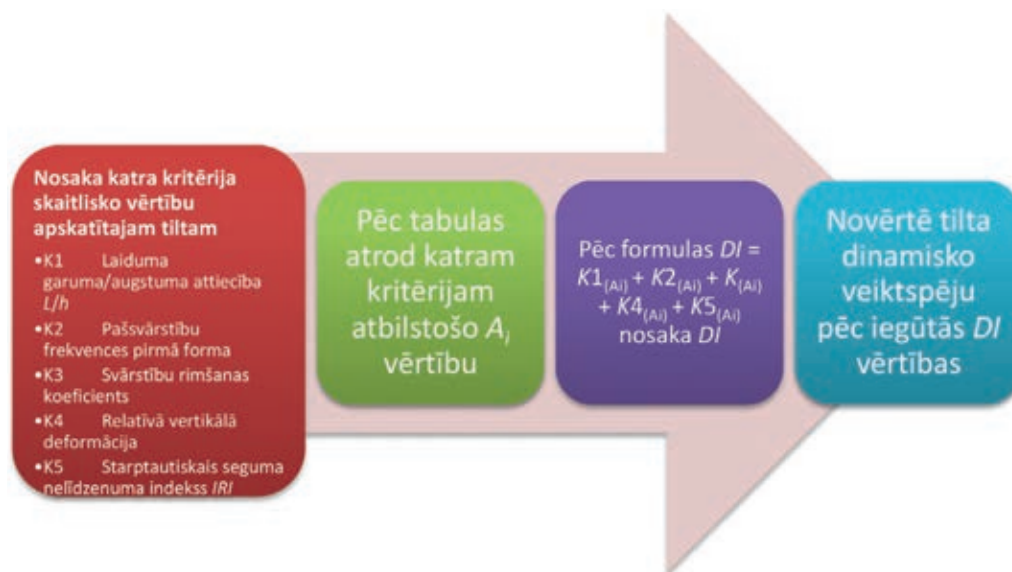 Nosaka katra kritērija
skaitlisko vērtību
apskatītajam tiltam
•K1 Laiduma
garuma/augstuma attiecība
L/h
•K2 Pašsvārstību
frekvences pirmā forma
•K3 Svārstību rimšanas
koeficients
•K4 Relatīvā vertikālā
deformācija
•K5 Starptautiskais seguma
nelīdzenuma indekss IRI
Pēc tabulas
atrod katram
kritērijam
atbilstošo Ai
vērtību
Pēc formulas DI =
K1(Ai) + K2(Ai) + K(Ai)
+ K4(Ai) + K5(Ai)
nosaka DI
Novērtē tilta
dinamisko
veiktspēju
pēc iegūtās DI
vērtības